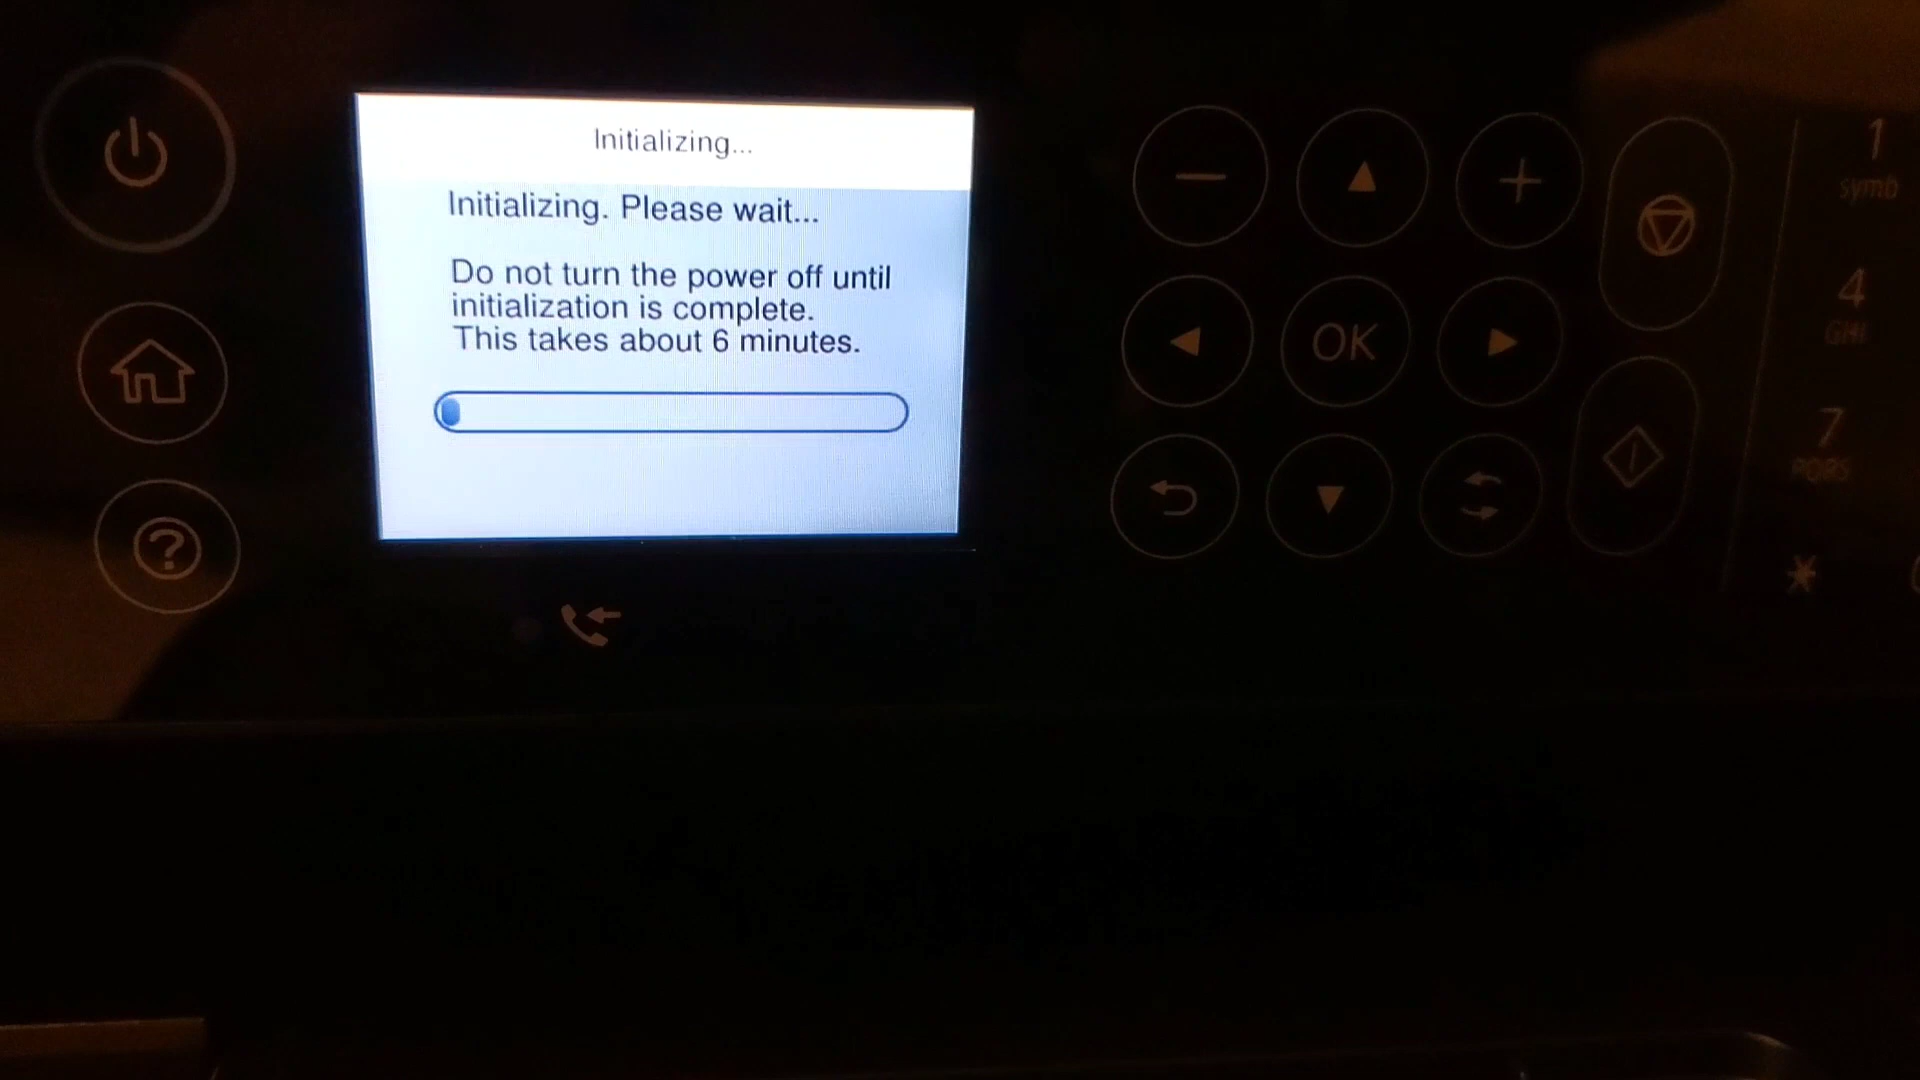 Initializing...
Initializing. Please wait...
Do not turn the power off until
initialization is complete.
This takes about 6 minutes.
OK
1
symb
4
GHI
7
PQRS
*